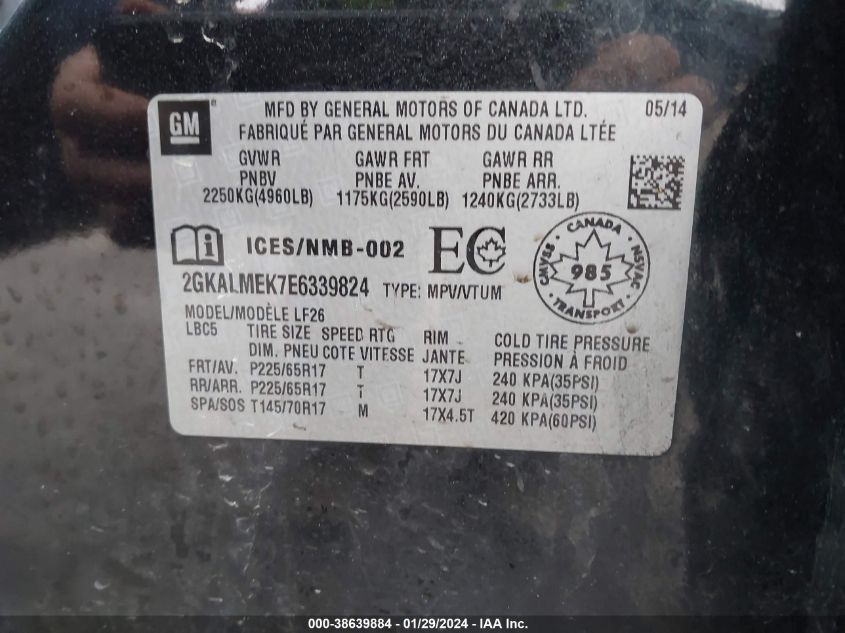 GM
MFD BY GENERAL MOTORS OF CANADA LTD. 05/14
FABRIQUÉ PAR GENERAL MOTORS DU CANADA LTÉE
GVWR GAWR FRT GAWR RR
PNBV PNBE AV. PNBE ARR.
2250KG(4960LB) 1175KG(2590LB) 1240KG(2733LB)
ICES/NMB-002 EC
CANADA
CMVSS 985 NSVAC
TRANSPORT
2GKALMEK7E6339824 TYPE: MPV/VTUM
MODEL/MODÈLE LF26
LBC5 TIRE SIZE SPEED RTG RIM COLD TIRE PRESSURE
DIM. PNEU COTE VITESSE JANTE PRESSION À FROID
FRT/AV. P225/65R17 T 17X7J 240 KPA(35PSI)
RR/ARR. P225/65R17 T 17X7J 240 KPA(35PSI)
SPA/SOS T145/70R17 M 17X4.5T 420 KPA(60PSI)
000-38639884 / 01/29/2024 - © IAA Inc.